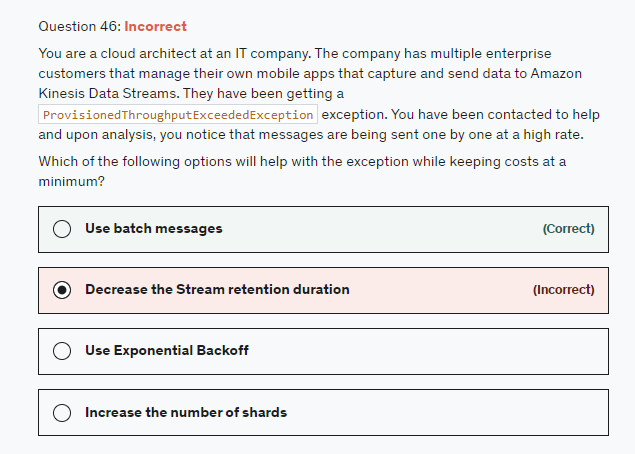 Question 46: Incorrect
You are a cloud architect at an IT company. The company has multiple enterprise
customers that manage their own mobile apps that capture and send data to Amazon
Kinesis Data Streams. They have been getting a
ProvisionedThroughputExceededException exception. You have been contacted to help
and upon analysis, you notice that messages are being sent one by one at a high rate.
Which of the following options will help with the exception while keeping costs at a
minimum?
Use batch messages (Correct)
Decrease the Stream retention duration (Incorrect)
Use Exponential Backoff
Increase the number of shards